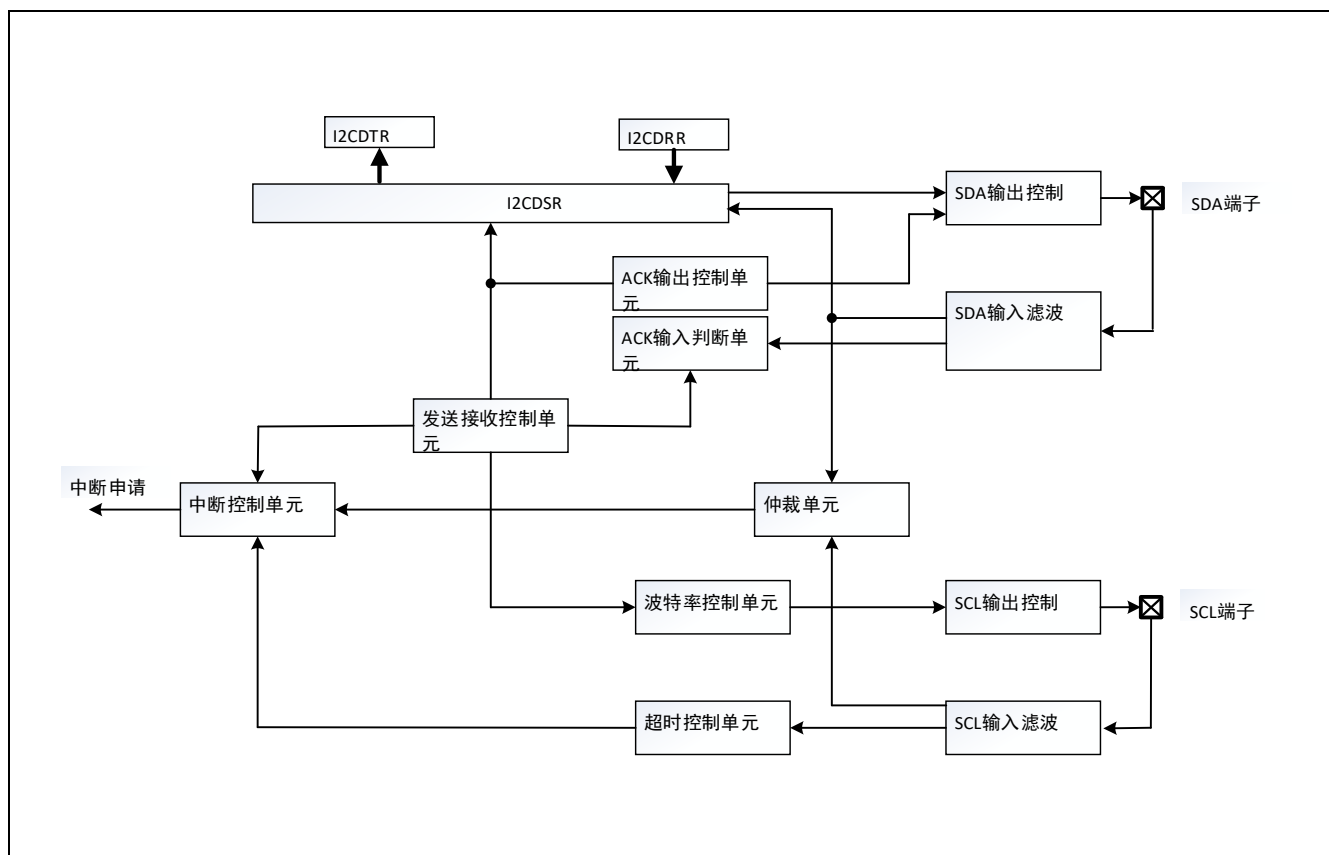 I2CDTR
I2CDRR
I2CDSR
SDA输出控制
SDA端子
ACK输出控制单
元
SDA输入滤波
ACK输入判断单
元
发送接收控制单
元
中断申请
中断控制单元
仲裁单元
波特率控制单元
SCL输出控制
SCL端子
超时控制单元
SCL输入滤波